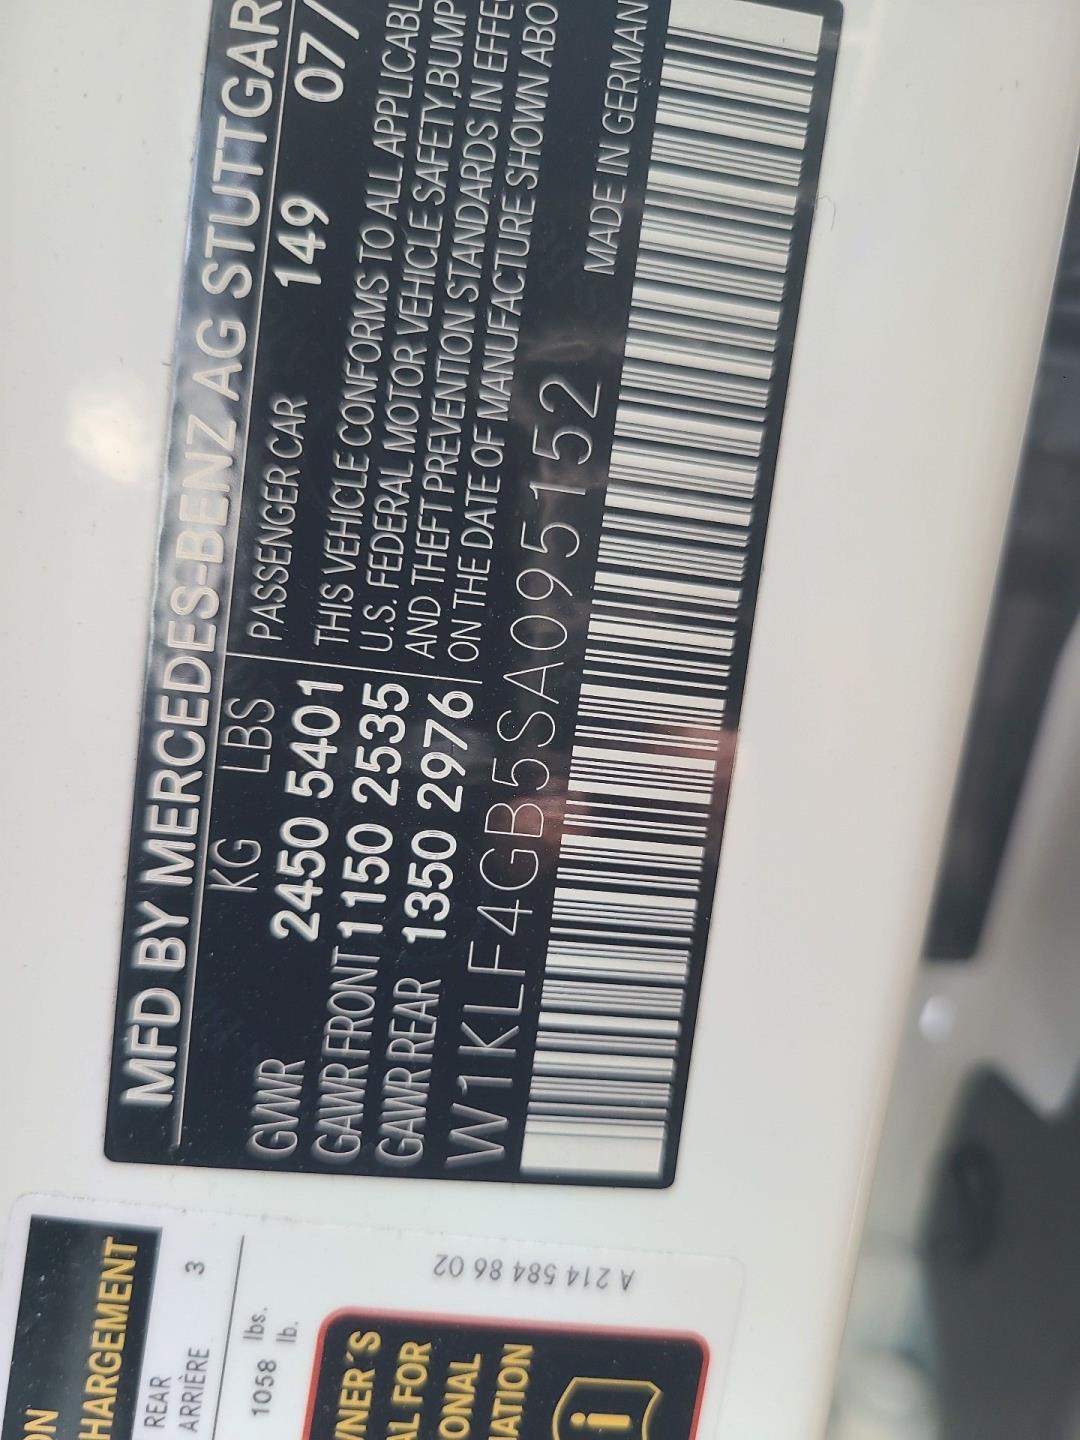 MFD BY MERCEDES-BENZ AG STUTTGAR
KG LBS PASSENGER CAR 149 07/
GVWR 2450 5401
GAWR FRONT 1150 2535
GAWR REAR 1350 2976
THIS VEHICLE CONFORMS TO ALL APPLICABL
U.S. FEDERAL MOTOR VEHICLE SAFETY,BUMP
AND THEFT PREVENTION STANDARDS IN EFFE
ON THE DATE OF MANUFACTURE SHOWN ABO
W1KLF4GB5SA095152
MADE IN GERMAN
ON
HARGEMENT
REAR
ARRIÈRE 3
1058 lbs.
lb.
A 214 584 86 02
WNER´S
AL FOR
ONAL
MATION
i